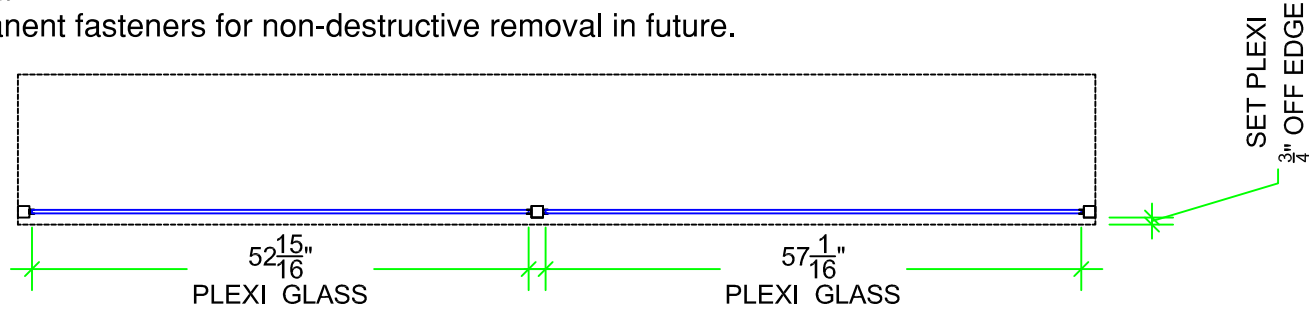 fasteners for non-destructive removal in future.
SET PLEXI
3/4" OFF EDGE
52 15/16"
PLEXI GLASS
57 1/16"
PLEXI GLASS